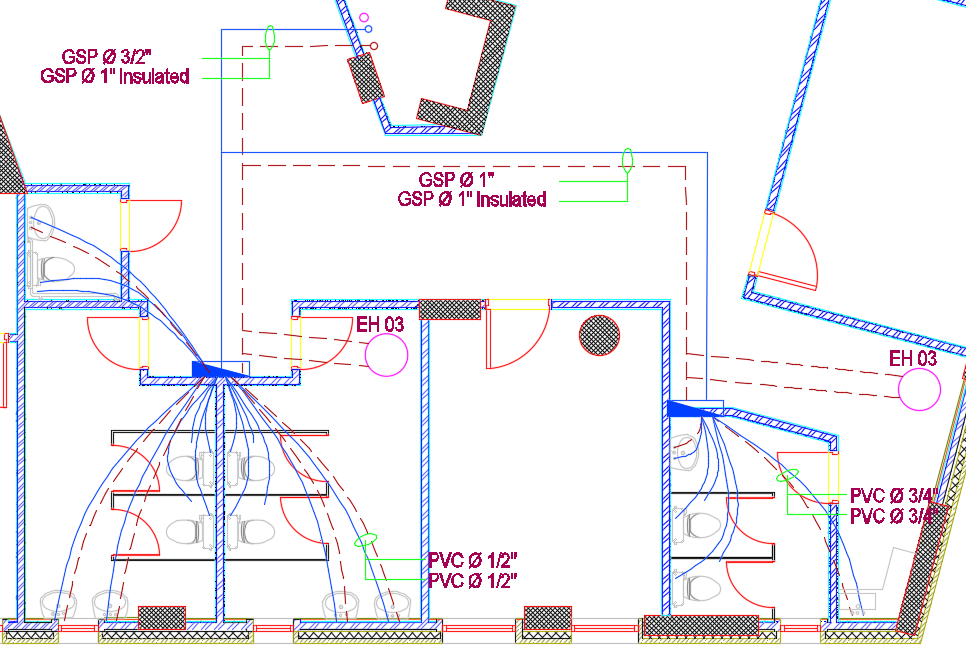 GSP Ø 3/2"
GSP Ø 1" Insulated
GSP Ø 1"
GSP Ø 1" Insulated
EH 03
EH 03
PVC Ø 3/4"
PVC Ø 3/4"
PVC Ø 1/2"
PVC Ø 1/2"